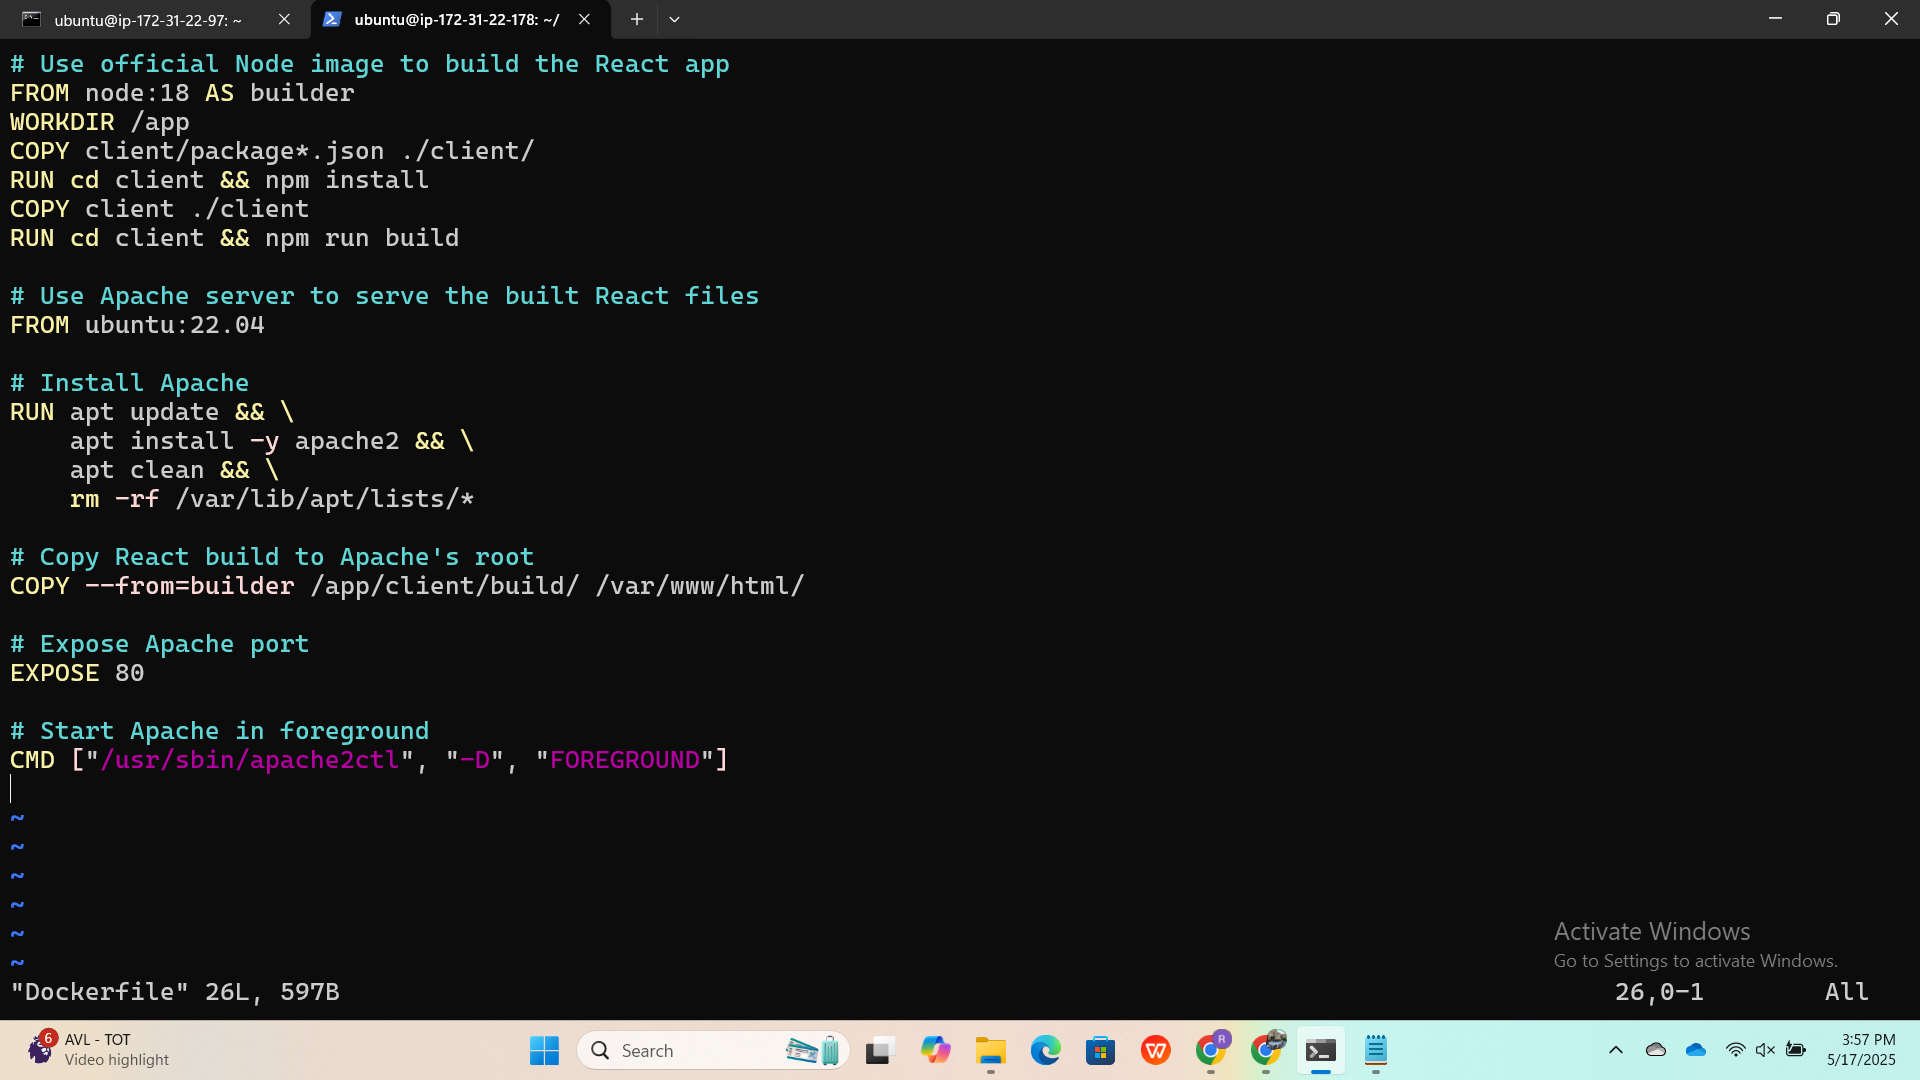 ubuntu@ip-172-31-22-97: ~
ubuntu@ip-172-31-22-178: ~/
# Use official Node image to build the React app
FROM node:18 AS builder
WORKDIR /app
COPY client/package*.json ./client/
RUN cd client && npm install
COPY client ./client
RUN cd client && npm run build

# Use Apache server to serve the built React files
FROM ubuntu:22.04

# Install Apache
RUN apt update && \
    apt install -y apache2 && \
    apt clean && \
    rm -rf /var/lib/apt/lists/*

# Copy React build to Apache's root
COPY --from=builder /app/client/build/ /var/www/html/

# Expose Apache port
EXPOSE 80

# Start Apache in foreground
CMD ["/usr/sbin/apache2ctl", "-D", "FOREGROUND"]

~
~
~
~
~
~
Activate Windows
Go to Settings to activate Windows.
"Dockerfile" 26L, 597B 26,0-1 All
6
AVL - TOT
Video highlight
Search
R
3:57 PM
5/17/2025